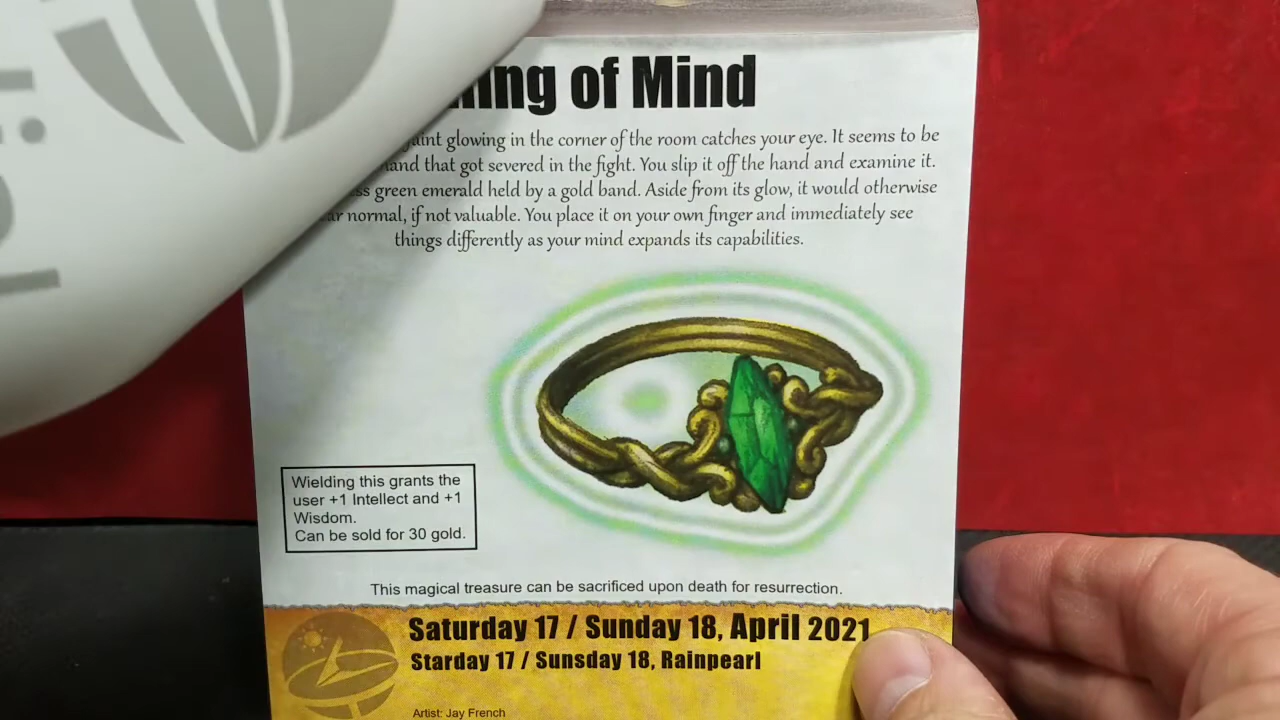 Ring of Mind
faint glowing in the corner of the room catches your eye. It seems to be
hand that got severed in the fight. You slip it off the hand and examine it.
green emerald held by a gold band. Aside from its glow, it would otherwise
normal, if not valuable. You place it on your own finger and immediately see
things differently as your mind expands its capabilities.
Wielding this grants the
user +1 Intellect and +1
Wisdom.
Can be sold for 30 gold.
This magical treasure can be sacrificed upon death for resurrection.
Saturday 17 / Sunday 18, April 2021
Starday 17 / Sunsday 18, Rainpearl
Artist: Jay French